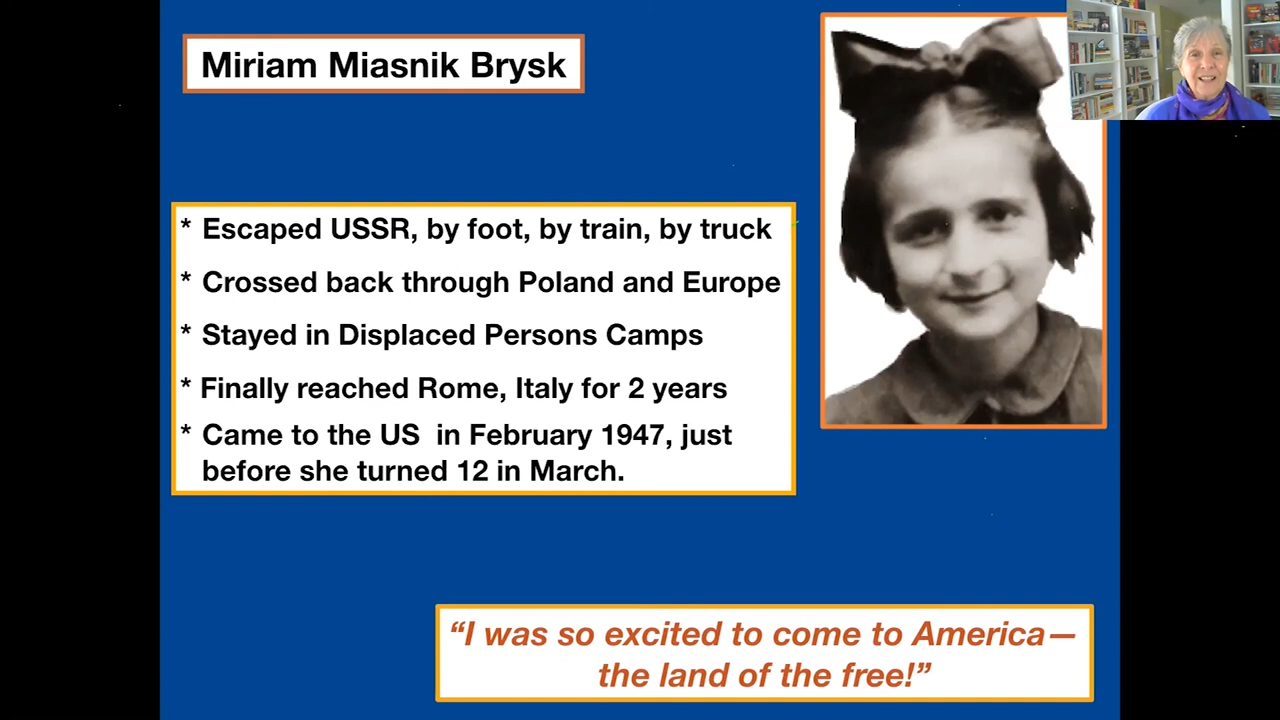 Miriam Miasnik Brysk
* Escaped USSR, by foot, by train, by truck
* Crossed back through Poland and Europe
* Stayed in Displaced Persons Camps
* Finally reached Rome, Italy for 2 years
* Came to the US in February 1947, just
before she turned 12 in March.
“I was so excited to come to America—
the land of the free!”